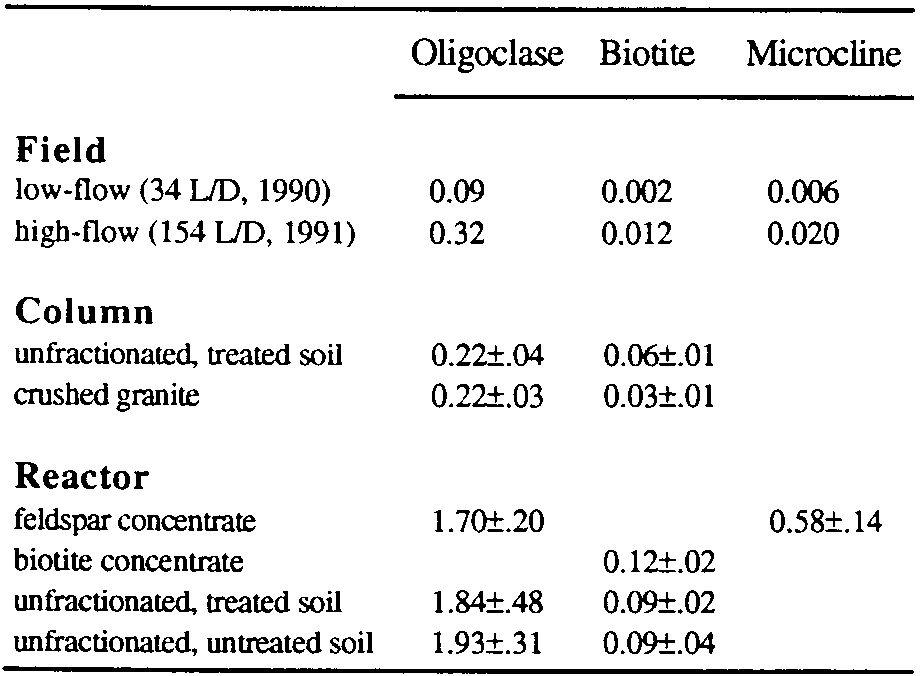 Oligoclase Biotite Microcline
Field
low-flow (34 L/D, 1990) 0.09 0.002 0.006
high-flow (154 L/D, 1991) 0.32 0.012 0.020
Column
unfractionated, treated soil 0.22±.04 0.06±.01
crushed granite 0.22±.03 0.03±.01
Reactor
feldspar concentrate 1.70±.20 0.58±.14
biotite concentrate 0.12±.02
unfractionated, treated soil 1.84±.48 0.09±.02
unfractionated, untreated soil 1.93±.31 0.09±.04